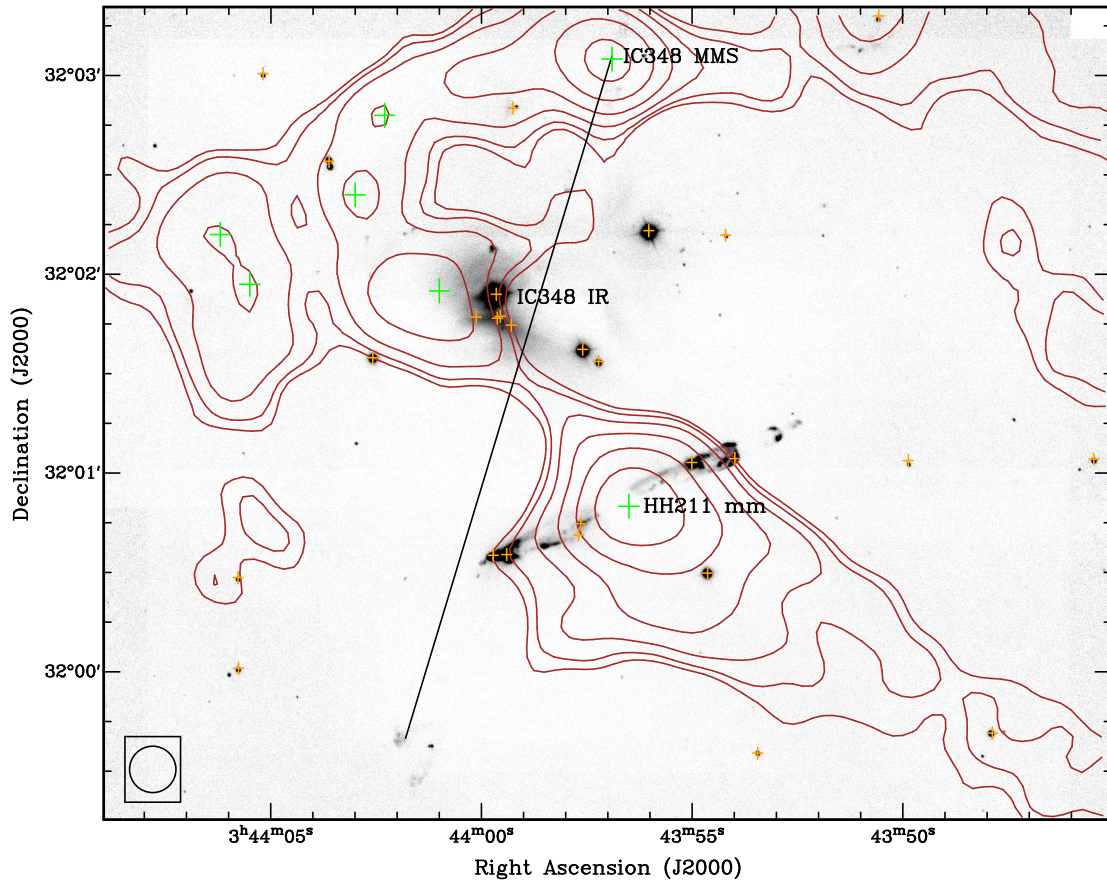 IC348 MMS
32°03′
32°02′
IC348 IR
32°01′
HH211 mm
32°00′
Declination (J2000)
3ʰ44ᵐ05ˢ
44ᵐ00ˢ
43ᵐ55ˢ
43ᵐ50ˢ
Right Ascension (J2000)